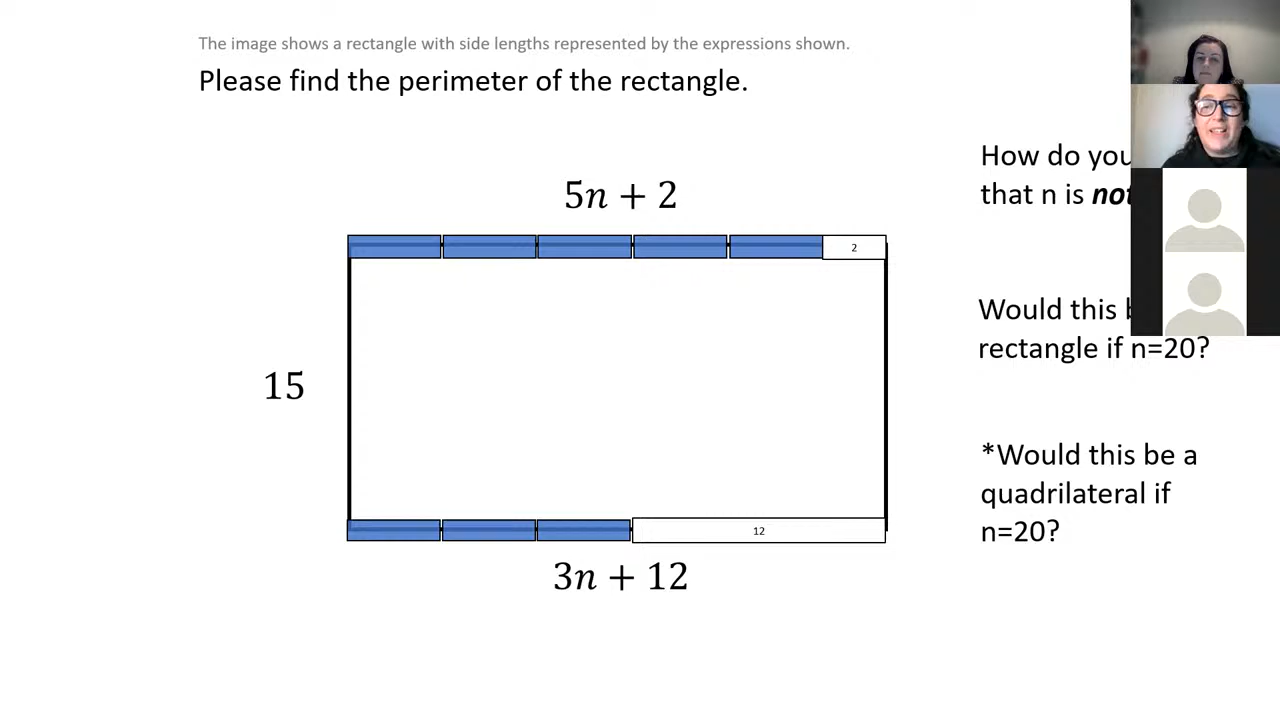 The image shows a rectangle with side lengths represented by the expressions shown.
Please find the perimeter of the rectangle.
How do you
that n is not
5n + 2
2
Would this
rectangle if n=20?
15
*Would this be a
quadrilateral if
n=20?
12
3n + 12